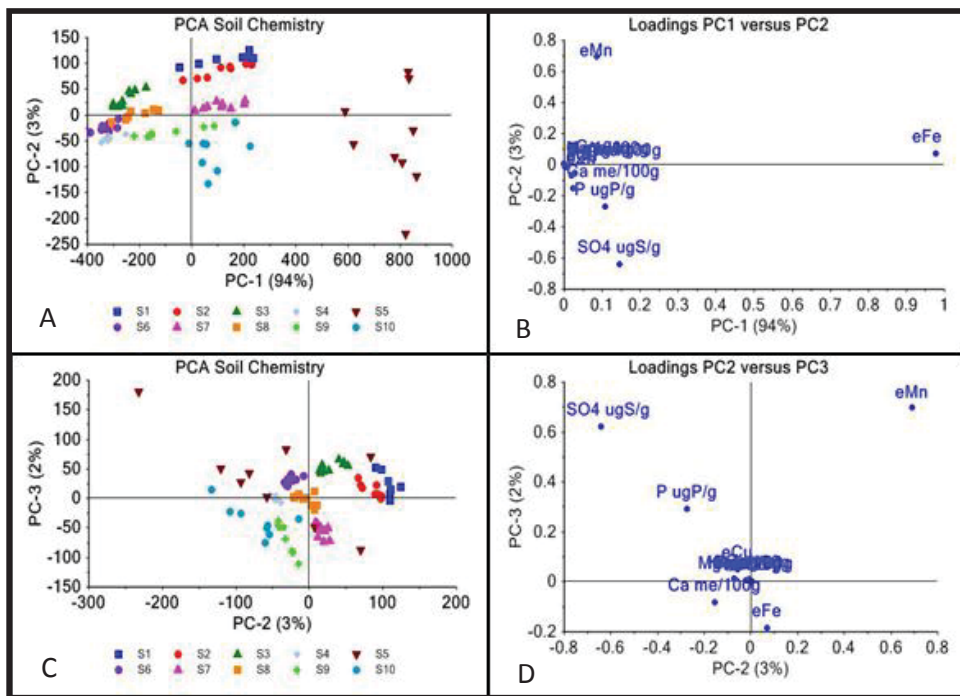 PCA Soil Chemistry
150
100
50
0
-50
-100
-150
-200
-250
PC-2 (3%)
-400 -200 0 200 400 600 800 1000
PC-1 (94%)
S1 S2 S3 S4 S5
S6 S7 S8 S9 S10
A
Loadings PC1 versus PC2
0.8
0.6
0.4
0.2
0
-0.2
-0.4
-0.6
-0.8
PC-2 (3%)
eMn
eFe
Ca me/100g
P ugP/g
SO4 ugS/g
0 0.1 0.2 0.3 0.4 0.5 0.6 0.7 0.8 0.9 1
PC-1 (94%)
B
PCA Soil Chemistry
200
150
100
50
0
-50
-100
-150
PC-3 (2%)
-300 -200 -100 0 100 200
PC-2 (3%)
S1 S2 S3 S4 S5
S6 S7 S8 S9 S10
C
Loadings PC2 versus PC3
0.8
0.6
0.4
0.2
0
-0.2
PC-3 (2%)
SO4 ugS/g
eMn
P ugP/g
eCu
Ca me/100g
eFe
-0.8 -0.6 -0.4 -0.2 0 0.2 0.4 0.6 0.8
PC-2 (3%)
D